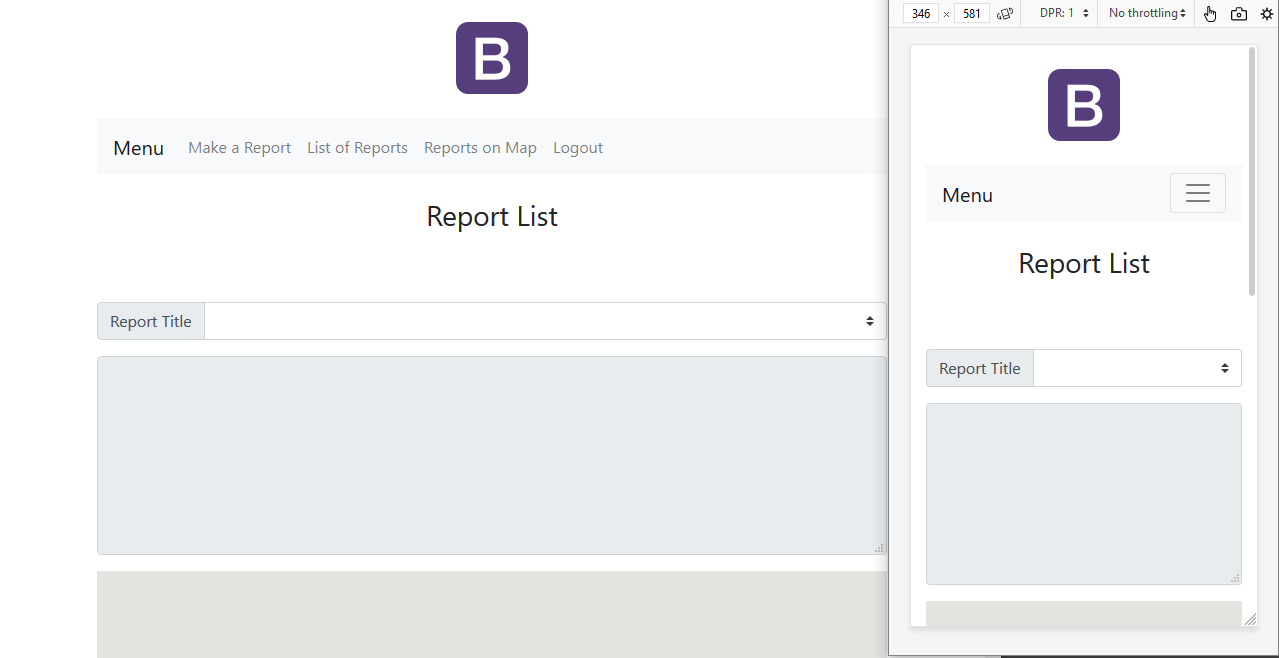 B
Menu Make a Report List of Reports Reports on Map Logout
Report List
Report Title
346 × 581 DPR: 1 No throttling
B
Menu
Report List
Report Title